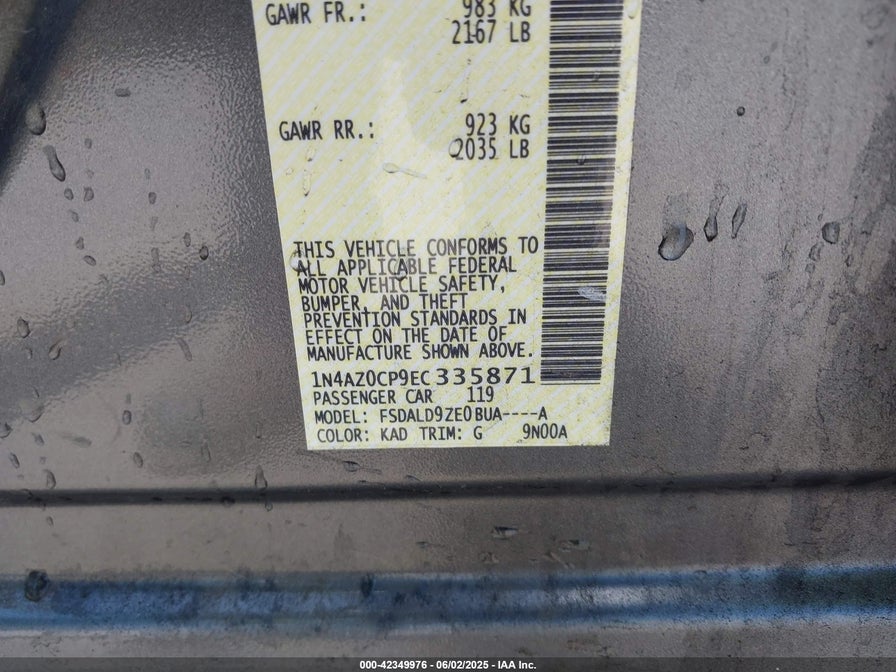 GAWR FR.: 983 KG
2167 LB
GAWR RR.: 923 KG
2035 LB
THIS VEHICLE CONFORMS TO
ALL APPLICABLE FEDERAL
MOTOR VEHICLE SAFETY,
BUMPER, AND THEFT
PREVENTION STANDARDS IN
EFFECT ON THE DATE OF
MANUFACTURE SHOWN ABOVE.
1N4AZ0CP9EC335871
PASSENGER CAR 119
MODEL: FSDALD9ZE0BUA----A
COLOR: KAD TRIM: G 9N00A
000-42349976 - 06/02/2025 - IAA Inc.